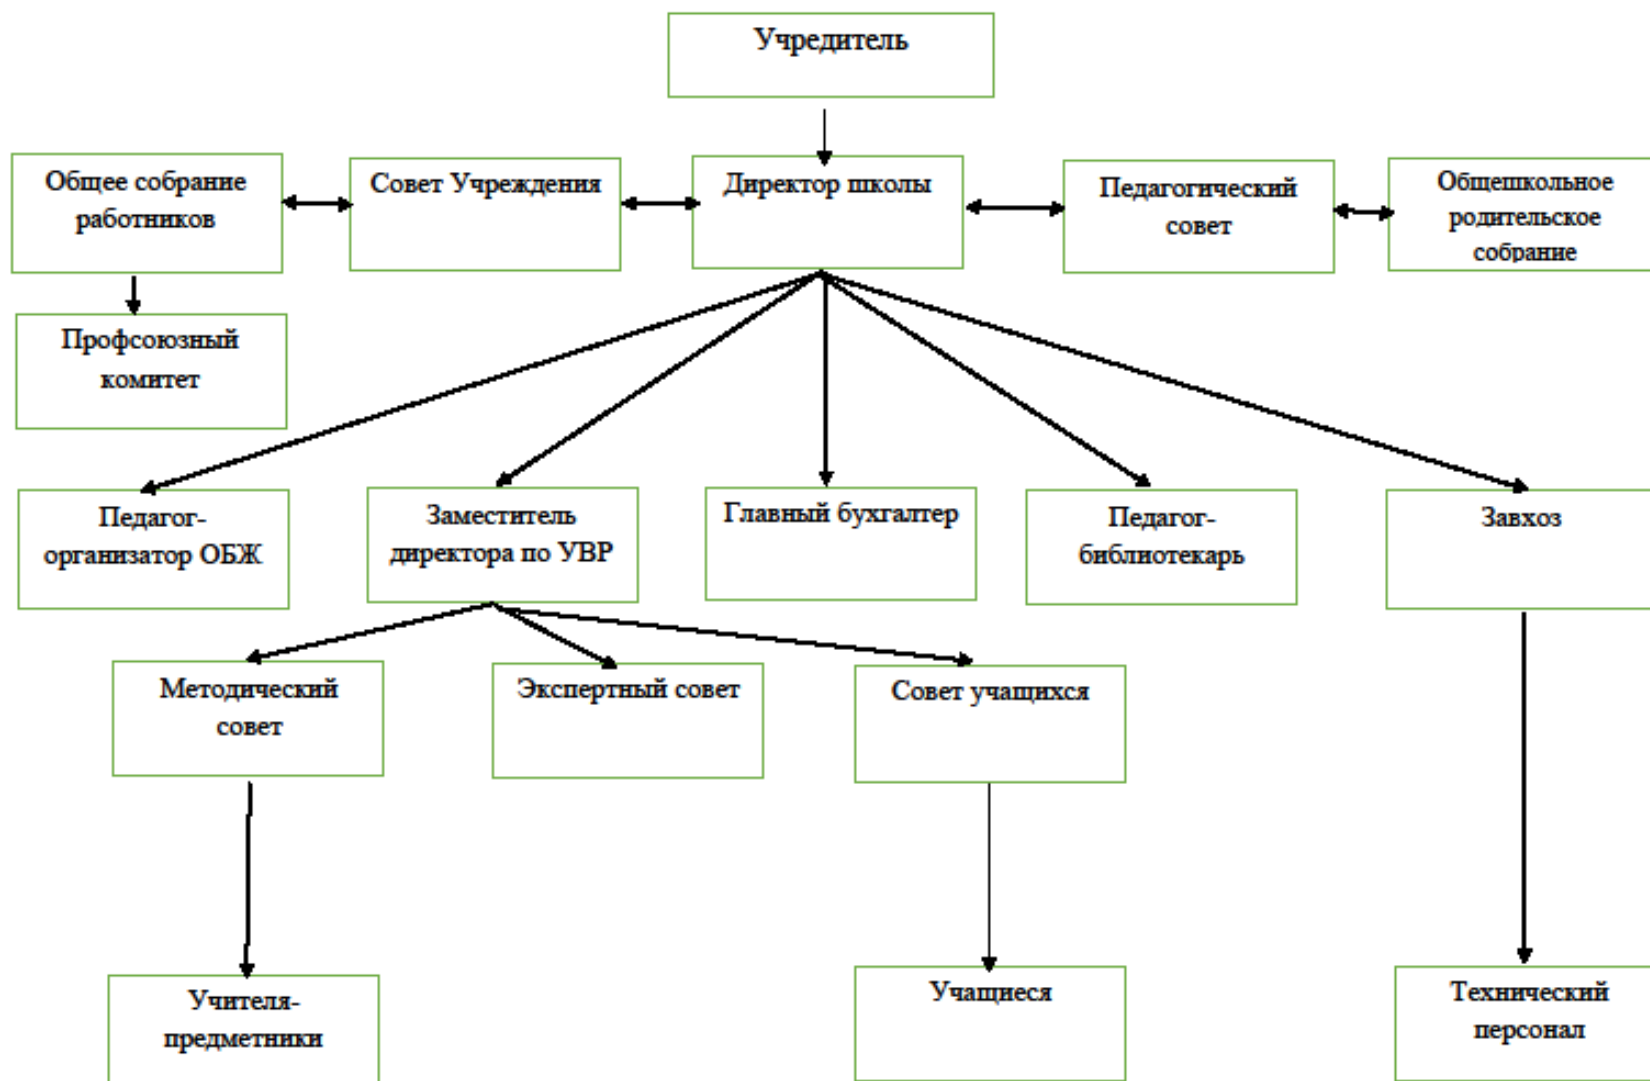 Учредитель
Общее собрание
работников
Совет Учреждения
Директор школы
Педагогический
совет
Общешкольное
родительское
собрание
Профсоюзный
комитет
Педагог-
организатор ОБЖ
Заместитель
директора по УВР
Главный бухгалтер
Педагог-
библиотекарь
Завхоз
Методический
совет
Экспертный совет
Совет учащихся
Учителя-
предметники
Учащиеся
Технический
персонал